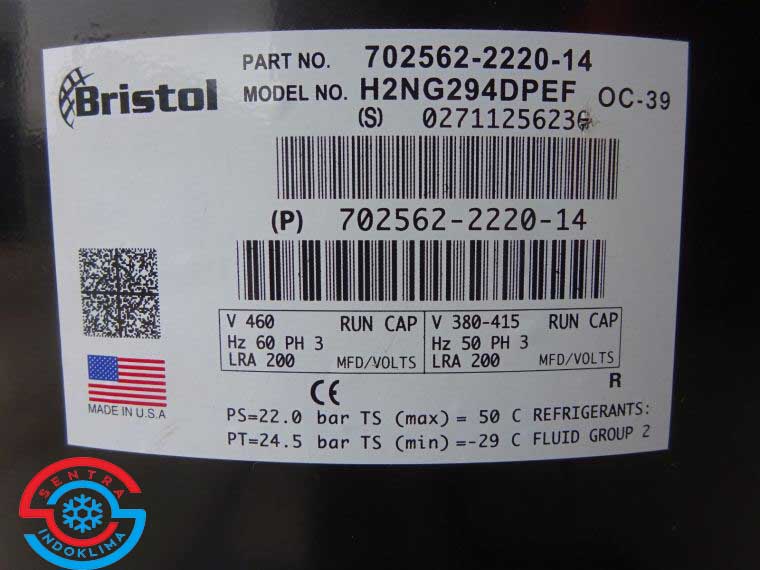 Bristol
PART NO. 702562-2220-14
MODEL NO. H2NG294DPEF OC-39
(S) 0271125623G
(P) 702562-2220-14
V 460 RUN CAP
Hz 60 PH 3
LRA 200 MFD/VOLTS
V 380-415 RUN CAP
Hz 50 PH 3
LRA 200 MFD/VOLTS
MADE IN U.S.A
CE
R
PS=22.0 bar TS (max) = 50 C REFRIGERANTS:
PT=24.5 bar TS (min) =-29 C FLUID GROUP 2
SENTRA
INDOKLIMA